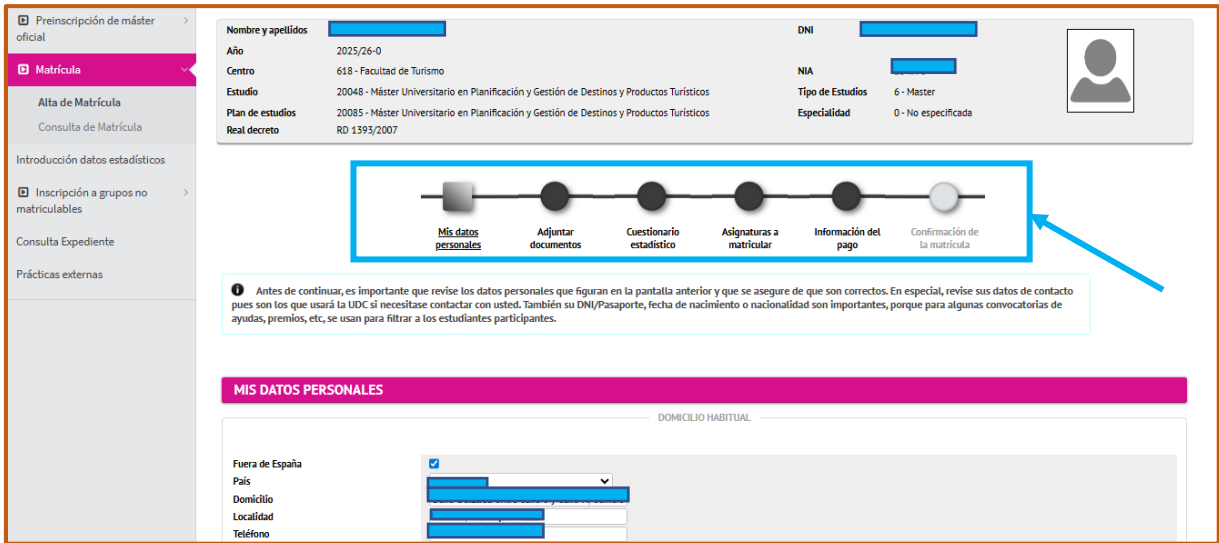 Preinscripción de máster
oficial
Matrícula
Alta de Matrícula
Consulta de Matrícula
Introducción datos estadísticos
Inscripción a grupos no
matriculables
Consulta Expediente
Prácticas externas
Nombre y apellidos DNI
Año 2025/26-0
Centro 618 - Facultad de Turismo NIA
Estudio 20048 - Máster Universitario en Planificación y Gestión de Destinos y Productos Turísticos Tipo de Estudios 6 - Master
Plan de estudios 20085 - Máster Universitario en Planificación y Gestión de Destinos y Productos Turísticos Especialidad 0 - No especificada
Real decreto RD 1393/2007
Mis datos personales
Adjuntar documentos
Cuestionario estadístico
Asignaturas a matricular
Información del pago
Confirmación de la matrícula
Antes de continuar, es importante que revise los datos personales que figuran en la pantalla anterior y que se asegure de que son correctos. En especial, revise sus datos de contacto
pues son los que usará la UDC si necesitase contactar con usted. También su DNI/Pasaporte, fecha de nacimiento o nacionalidad son importantes, porque para algunas convocatorias de
ayudas, premios, etc, se usan para filtrar a los estudiantes participantes.
MIS DATOS PERSONALES
DOMICILIO HABITUAL
Fuera de España
País
Domicilio
Localidad
Teléfono